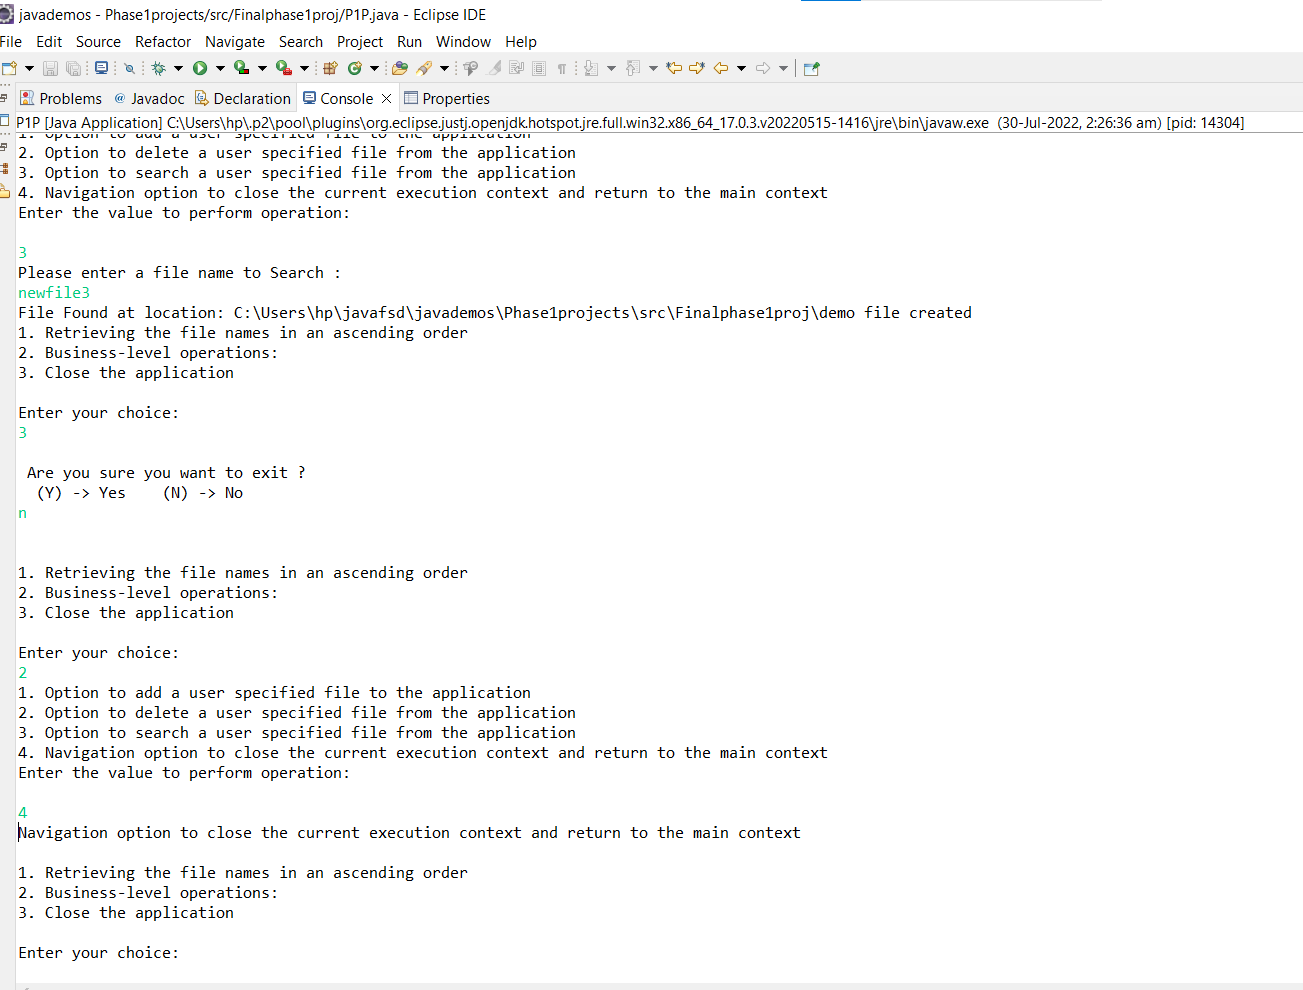 javademos - Phase1projects/src/Finalphase1proj/P1P.java - Eclipse IDE
File Edit Source Refactor Navigate Search Project Run Window Help
Problems @ Javadoc Declaration Console Properties
P1P [Java Application] C:\Users\hp\.p2\pool\plugins\org.eclipse.justj.openjdk.hotspot.jre.full.win32.x86_64_17.0.3.v20220515-1416\jre\bin\javaw.exe (30-Jul-2022, 2:26:36 am) [pid: 14304]
1. Option to add a user specified file to the application
2. Option to delete a user specified file from the application
3. Option to search a user specified file from the application
4. Navigation option to close the current execution context and return to the main context
Enter the value to perform operation:
3
Please enter a file name to Search :
newfile3
File Found at location: C:\Users\hp\javafsd\javademos\Phase1projects\src\Finalphase1proj\demo file created
1. Retrieving the file names in an ascending order
2. Business-level operations:
3. Close the application
Enter your choice:
3
Are you sure you want to exit ?
(Y) -> Yes (N) -> No
n
1. Retrieving the file names in an ascending order
2. Business-level operations:
3. Close the application
Enter your choice:
2
1. Option to add a user specified file to the application
2. Option to delete a user specified file from the application
3. Option to search a user specified file from the application
4. Navigation option to close the current execution context and return to the main context
Enter the value to perform operation:
4
Navigation option to close the current execution context and return to the main context
1. Retrieving the file names in an ascending order
2. Business-level operations:
3. Close the application
Enter your choice: